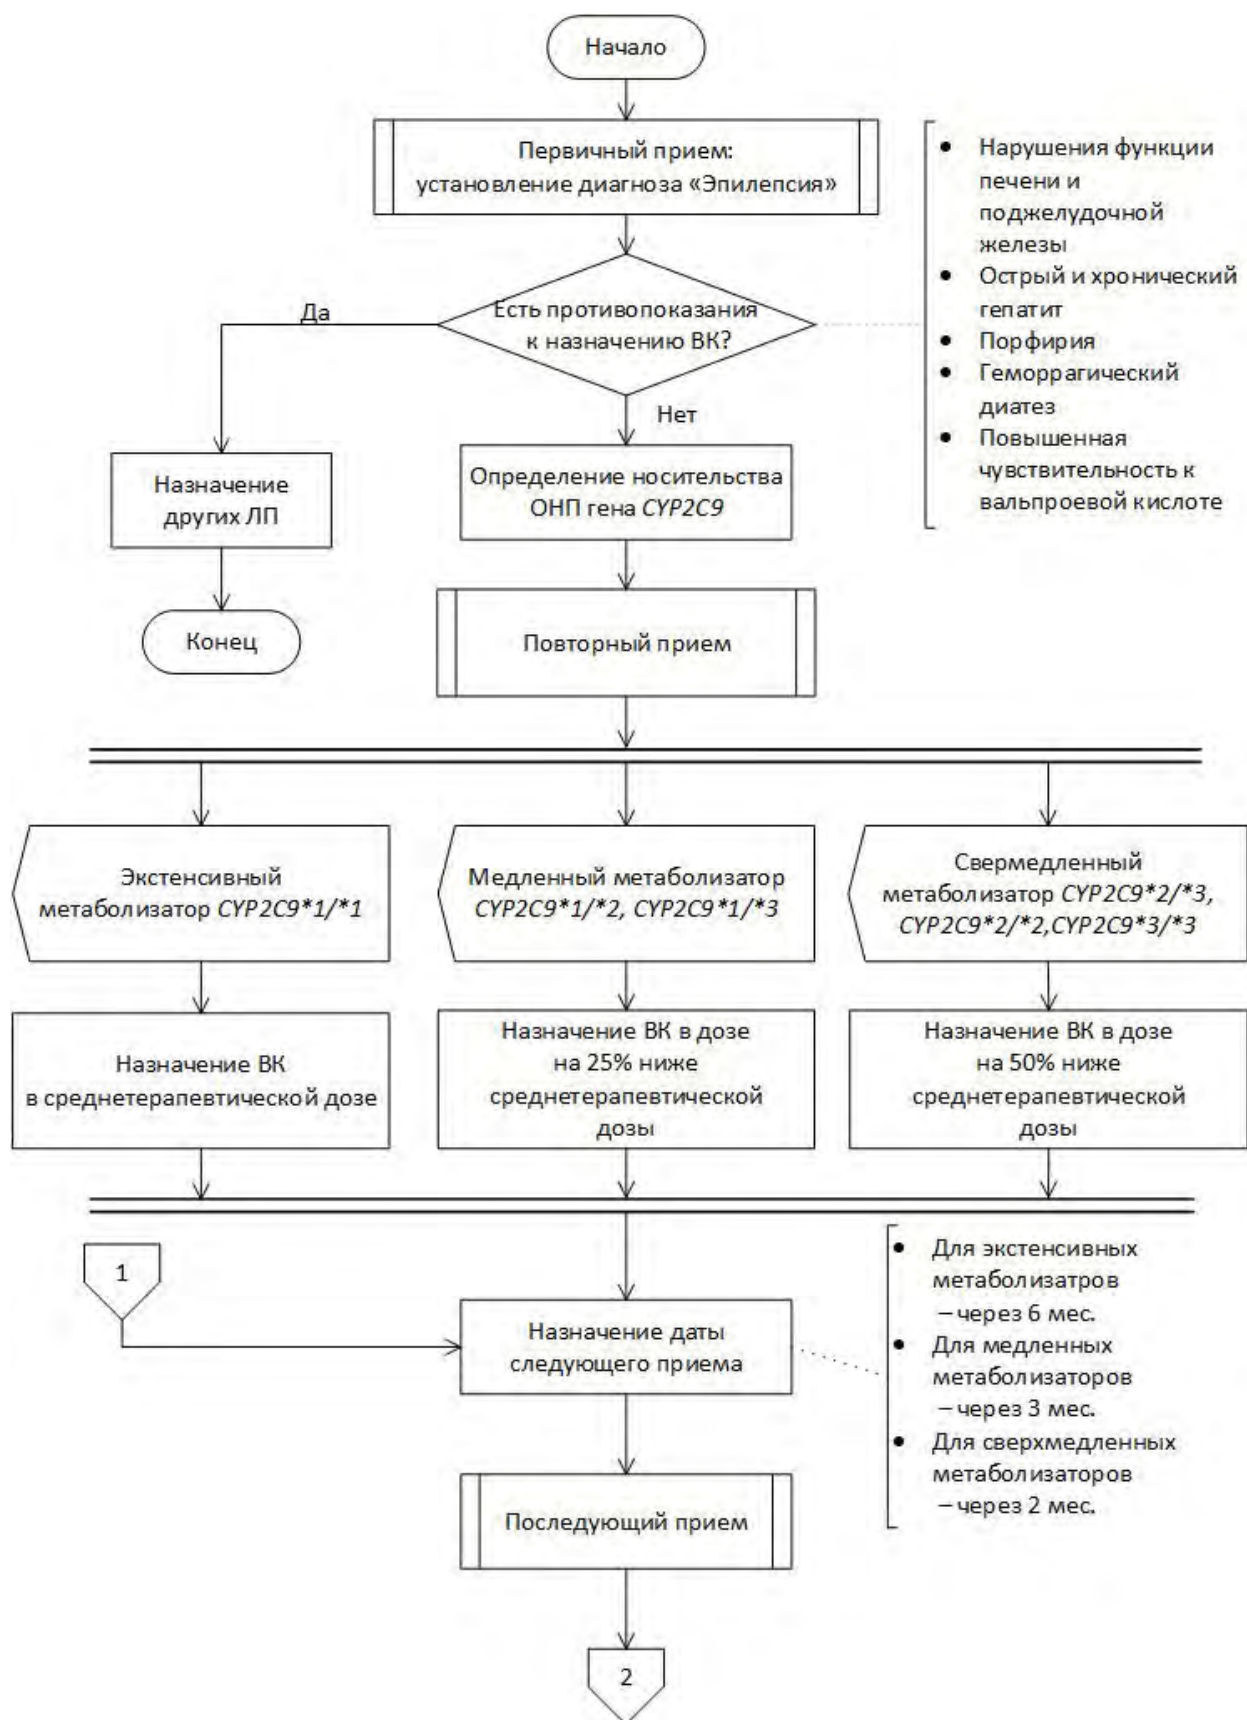 Начало
Первичный прием:
установление диагноза «Эпилепсия»
• Нарушения функции
печени и
поджелудочной
железы
• Острый и хронический
гепатит
• Порфирия
• Геморрагический
диатез
• Повышенная
чувствительность к
вальпроевой кислоте
Есть противопоказания
к назначению ВК?
Да
Нет
Назначение
других ЛП
Конец
Определение носительства
ОНП гена CYP2C9
Повторный прием
Экстенсивный
метаболизатор CYP2C9*1/*1
Медленный метаболизатор
CYP2C9*1/*2, CYP2C9*1/*3
Свермедленный
метаболизатор CYP2C9*2/*3,
CYP2C9*2/*2,CYP2C9*3/*3
Назначение ВК
в среднетерапевтической дозе
Назначение ВК в дозе
на 25% ниже
среднетерапевтической
дозы
Назначение ВК в дозе
на 50% ниже
среднетерапевтической
дозы
1
Назначение даты
следующего приема
• Для экстенсивных
метаболизатров
– через 6 мес.
• Для медленных
метаболизаторов
– через 3 мес.
• Для сверхмедленных
метаболизаторов
– через 2 мес.
Последующий прием
2